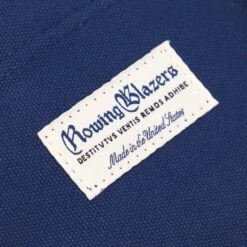 Rowing Blazers
DESTITVTVS VENTIS REMOS ADHIBE
Made in the United States